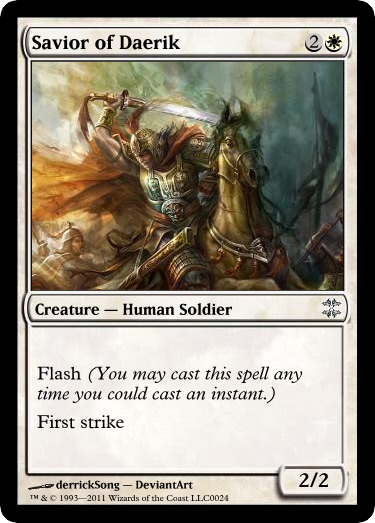 Savior of Daerik 2
Creature — Human Soldier
Flash (You may cast this spell any
time you could cast an instant.)
First strike
derrickSong — DeviantArt
2/2
™ & © 1993—2011 Wizards of the Coast LLC0024